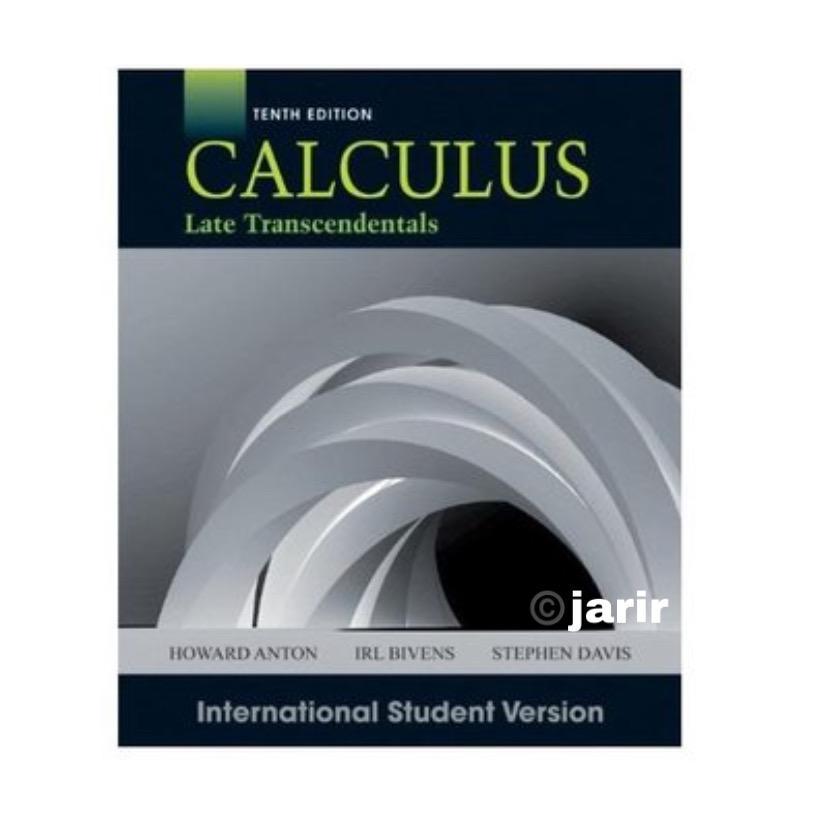 TENTH EDITION
CALCULUS
Late Transcendentals
© jarir
HOWARD ANTON IRL BIVENS STEPHEN DAVIS
International Student Version